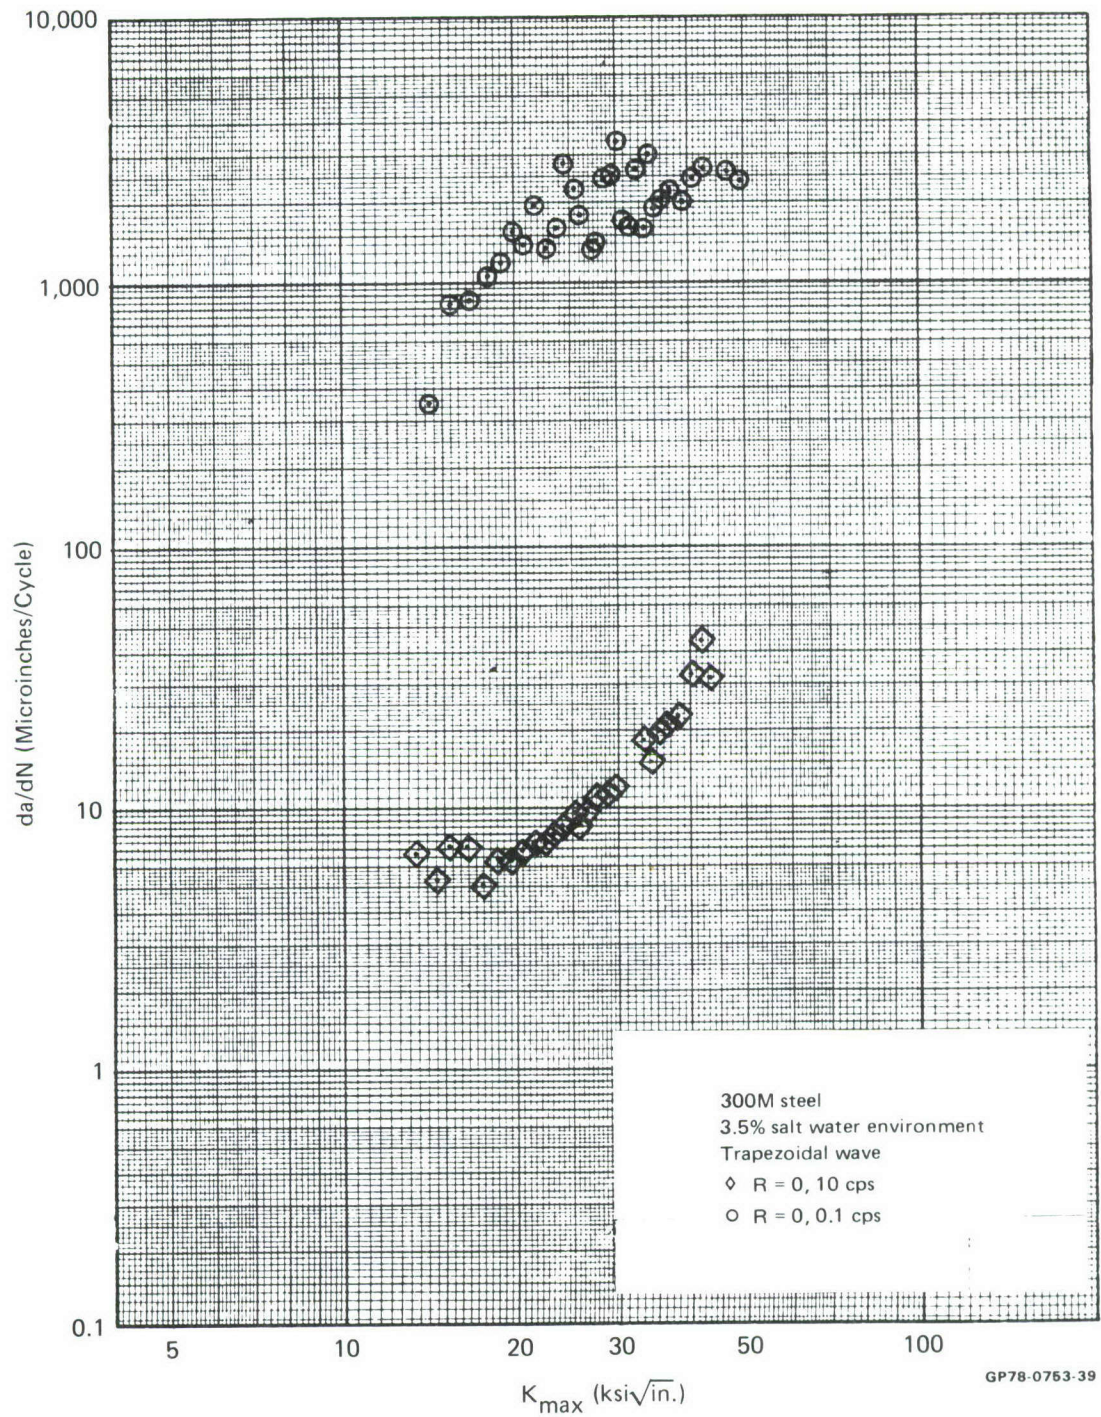 10,000
1,000
100
10
1
0.1
da/dN (Microinches/Cycle)
300M steel
3.5% salt water environment
Trapezoidal wave
◇ R = 0, 10 cps
○ R = 0, 0.1 cps
5 10 20 30 50 100
Kmax (ksi√in.)
GP78-0753-39